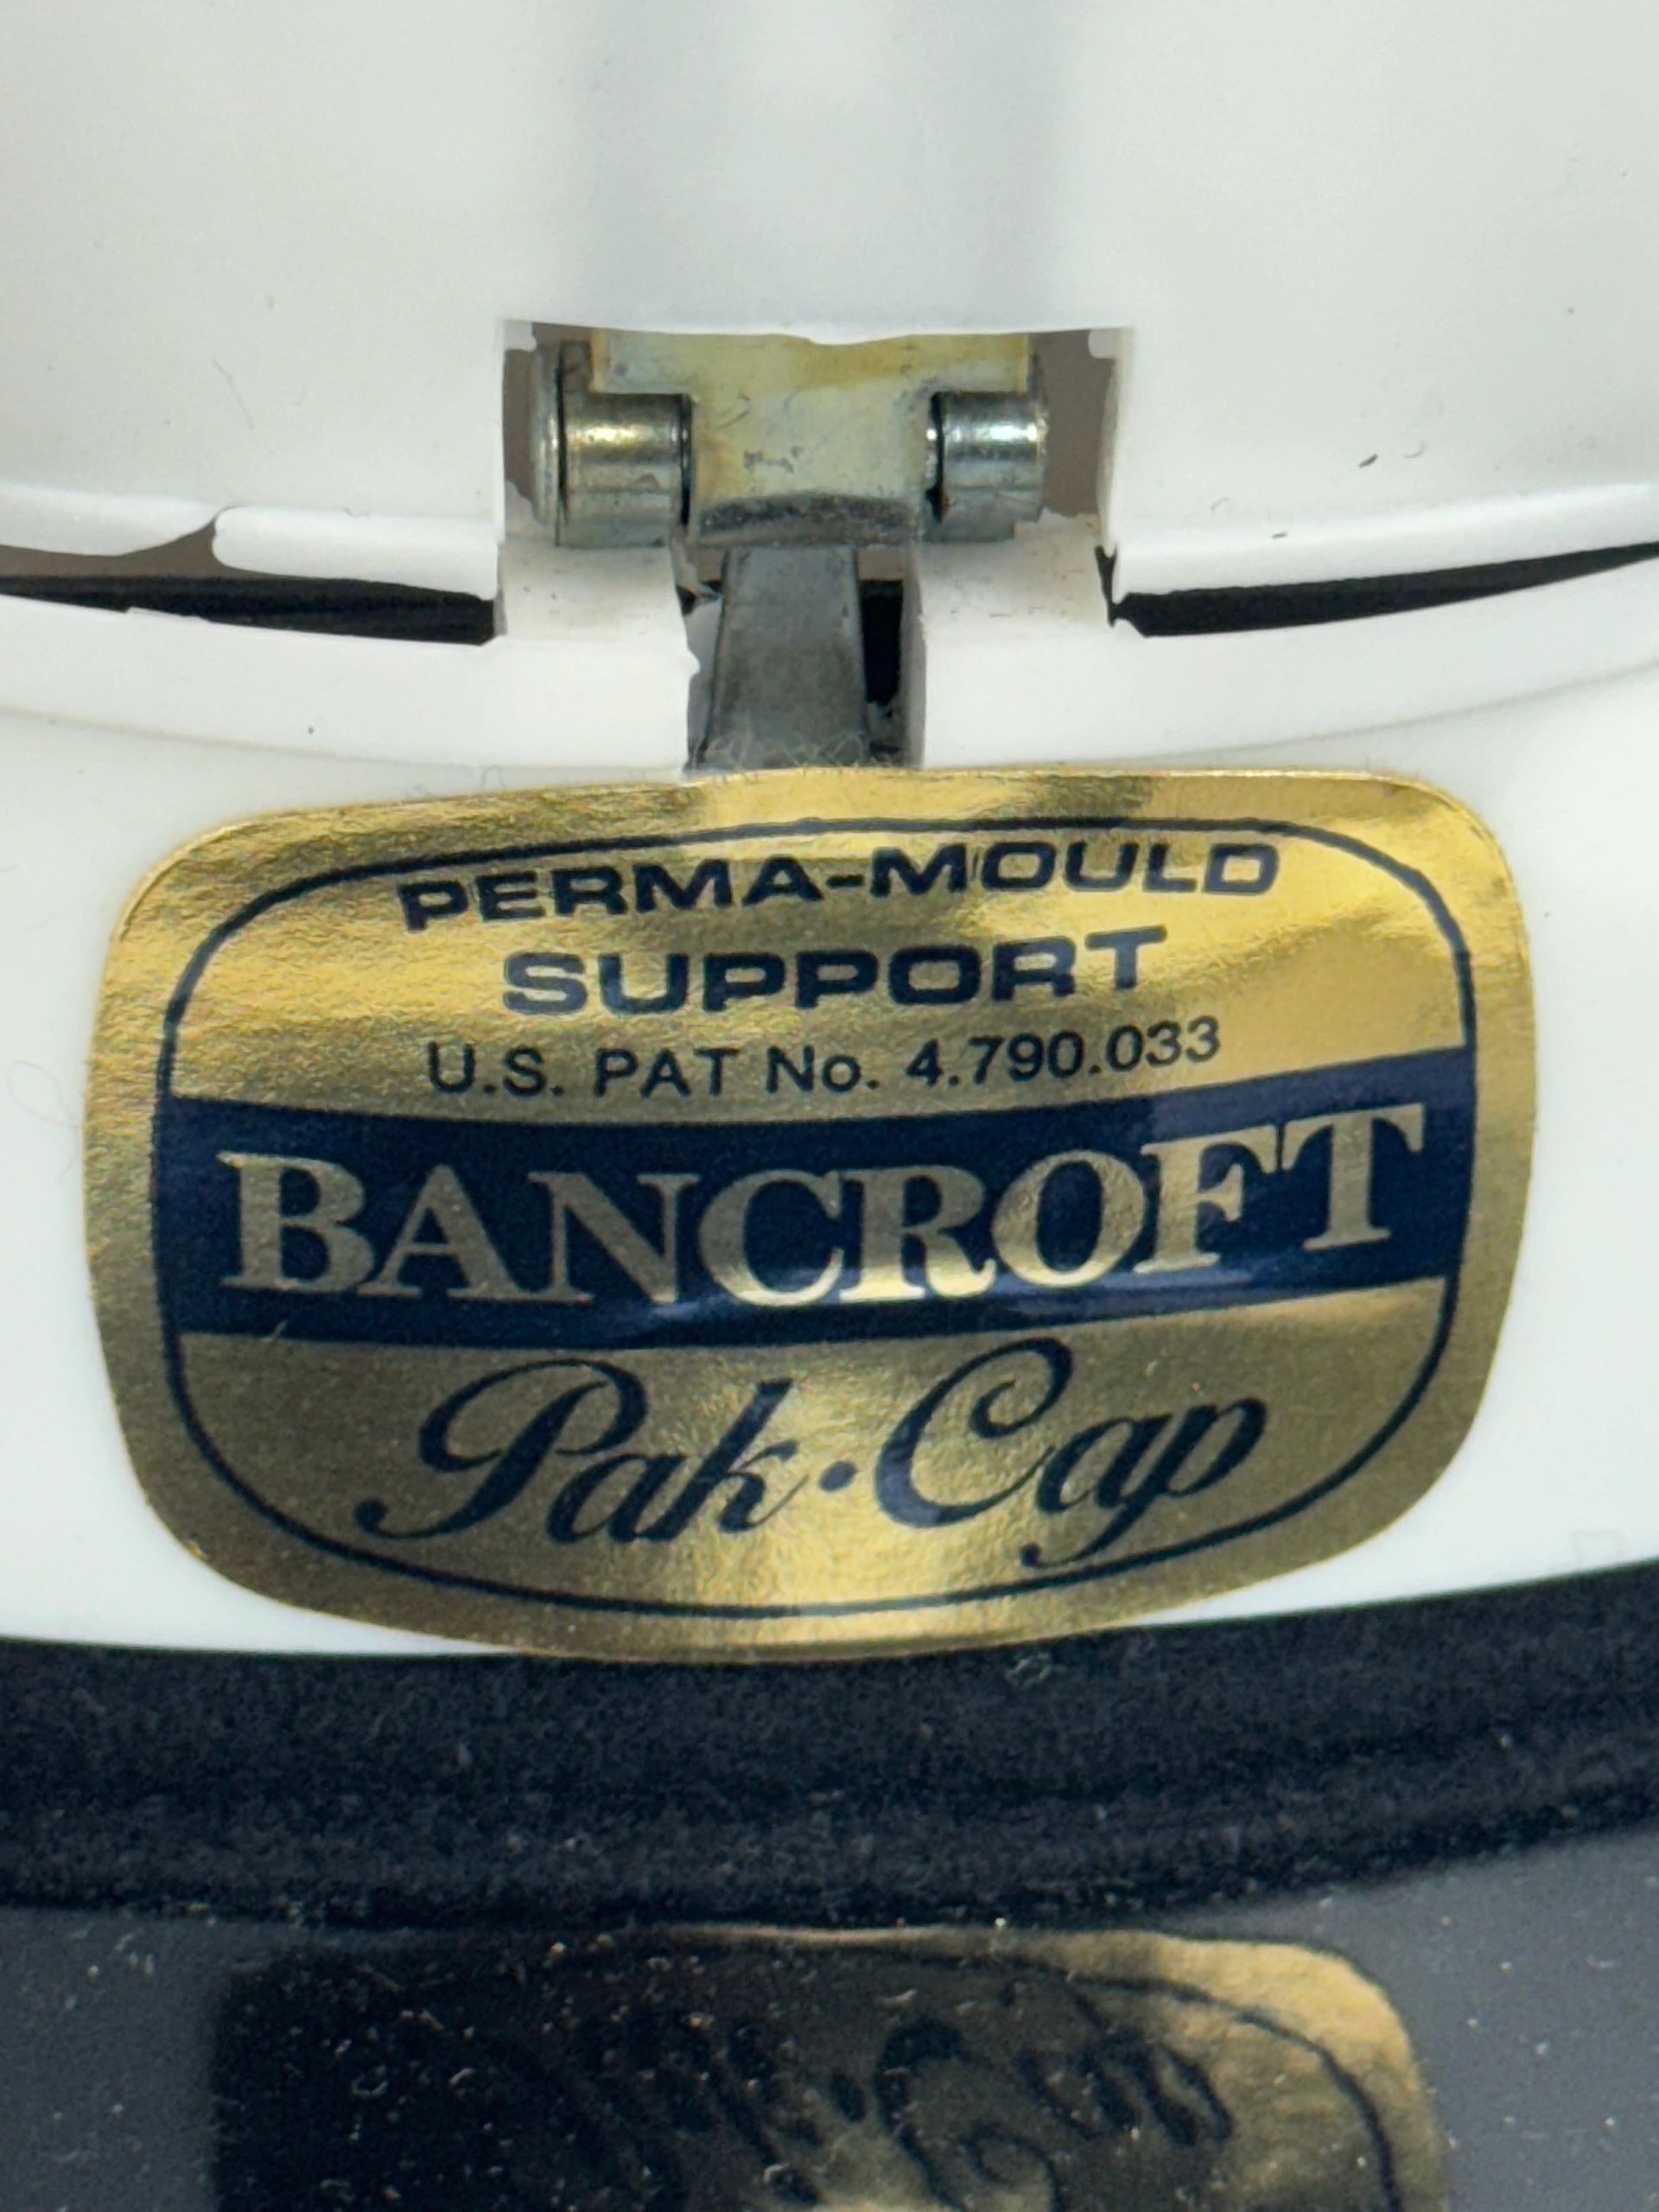 PERMA-MOULD
SUPPORT
U.S. PAT No. 4.790.033
BANCROFT
Pak·Cap